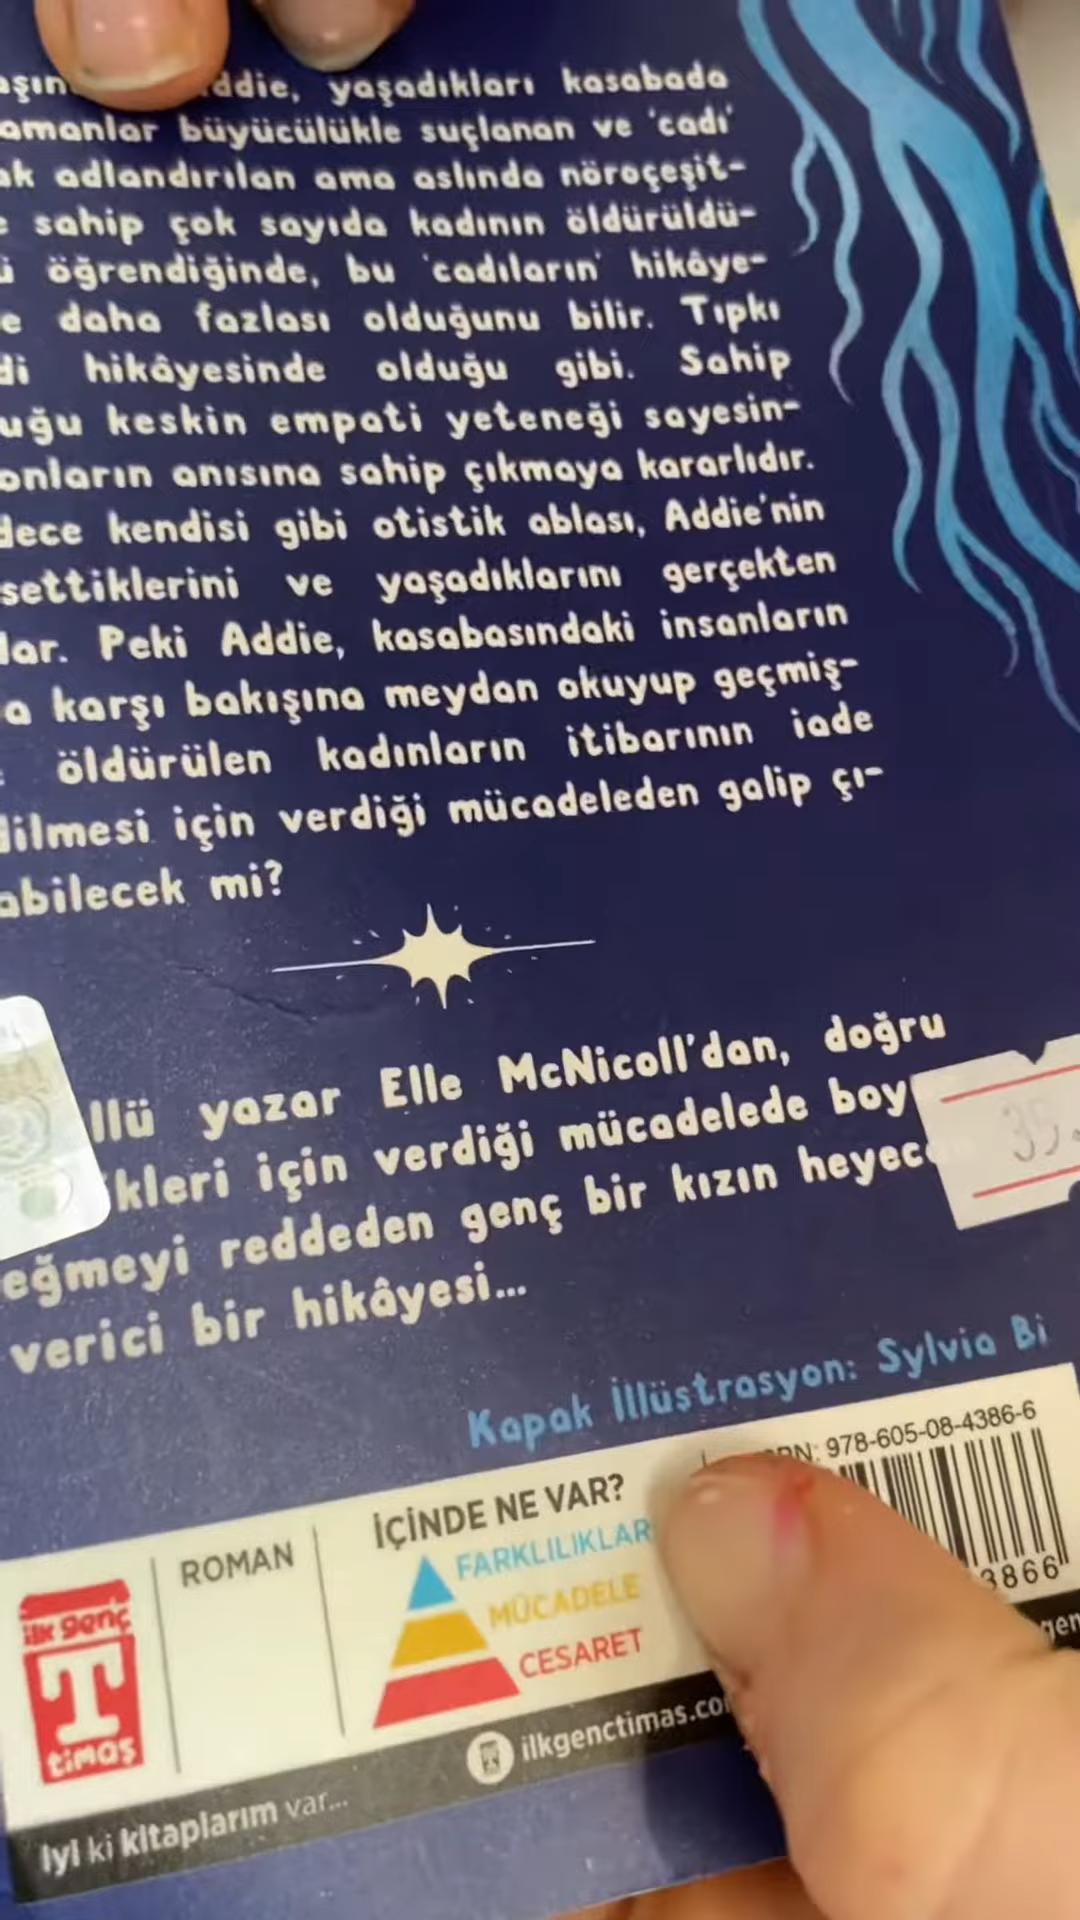 ddie, yaşadıkları kasabada
amanlar büyücülükle suçlanan ve 'cadı'
ak adlandırılan ama aslında nöroçeşit-
e sahip çok sayıda kadının öldürüldü-
ü öğrendiğinde, bu 'cadıların' hikâye-
e daha fazlası olduğunu bilir. Tıpkı
di hikâyesinde olduğu gibi. Sahip
uğu keskin empati yeteneği sayesin-
onların anısına sahip çıkmaya kararlıdır.
dece kendisi gibi otistik ablası, Addie'nin
settiklerini ve yaşadıklarını gerçekten
lar. Peki Addie, kasabasındaki insanların
a karşı bakışına meydan okuyup geçmiş-
öldürülen kadınların itibarının iade
dilmesi için verdiği mücadeleden galip çı-
abilecek mi?
llü yazar Elle McNicoll'dan, doğru
kleri için verdiği mücadelede boy
eğmeyi reddeden genç bir kızın heyec
verici bir hikâyesi...
35.
Kapak İllüstrasyon: Sylvia Bi
978-605-08-4386-6
3866
ilk genç
T
timaş
ROMAN
İÇİNDE NE VAR?
FARKLILIKLAR
MÜCADELE
CESARET
ilkgenctimas.co
gen
İyi ki kitaplarım var...